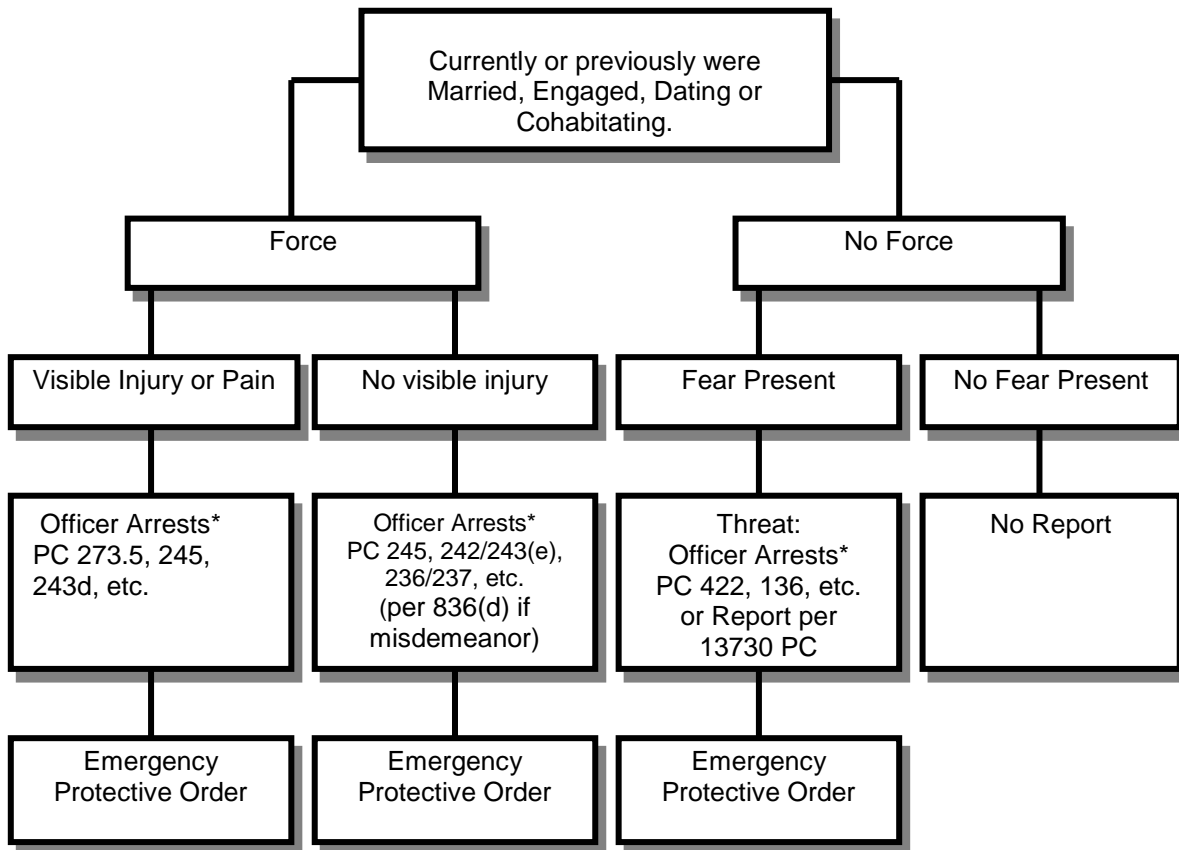 Currently or previously were
Married, Engaged, Dating or
Cohabitating.
Force
No Force
Visible Injury or Pain
No visible injury
Fear Present
No Fear Present
Officer Arrests*
PC 273.5, 245,
243d, etc.
Officer Arrests*
PC 245, 242/243(e),
236/237, etc.
(per 836(d) if
misdemeanor)
Threat:
Officer Arrests*
PC 422, 136, etc.
or Report per
13730 PC
No Report
Emergency
Protective Order
Emergency
Protective Order
Emergency
Protective Order